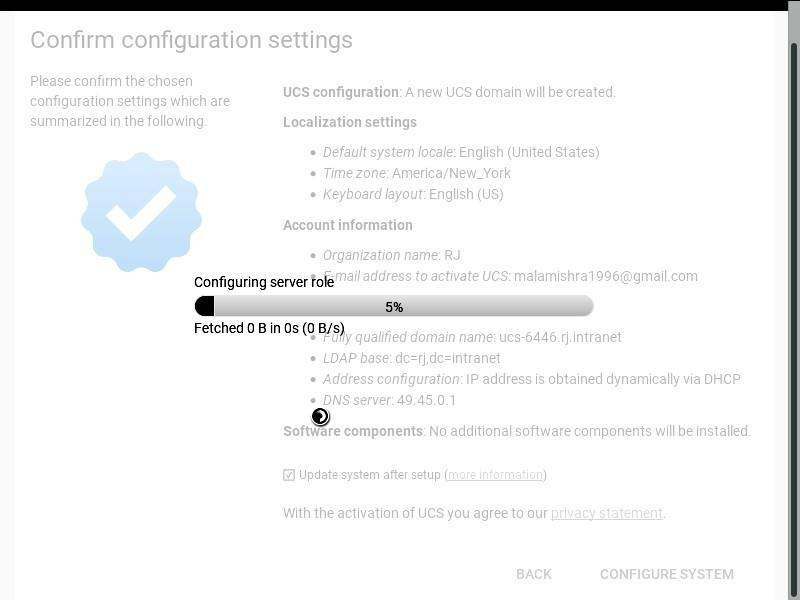 Confirm configuration settings
Please confirm the chosen
configuration settings which are
summarized in the following.
UCS configuration: A new UCS domain will be created.
Localization settings
Default system locale: English (United States)
Time zone: America/New_York
Keyboard layout: English (US)
Account information
Organization name: RJ
E-mail address to activate UCS: malamishra1996@gmail.com
Configuring server role
5%
Fetched 0 B in 0s (0 B/s)
Fully qualified domain name: ucs-6446.rj.intranet
LDAP base: dc=rj,dc=intranet
Address configuration: IP address is obtained dynamically via DHCP
DNS server: 49.45.0.1
Software components: No additional software components will be installed.
Update system after setup (more information)
With the activation of UCS you agree to our privacy statement.
BACK
CONFIGURE SYSTEM